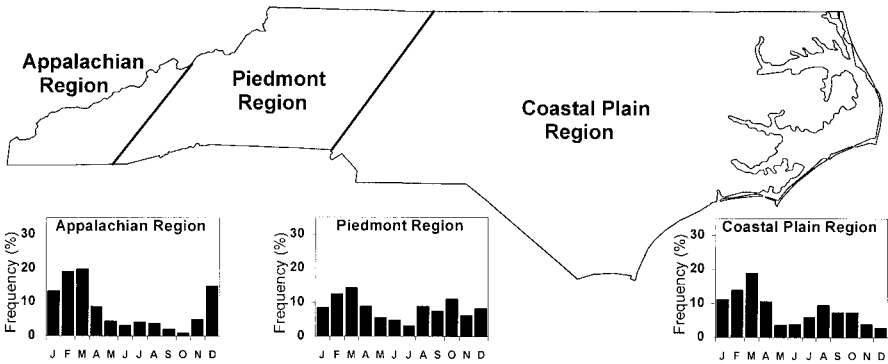 Appalachian
Region
Piedmont
Region
Coastal Plain
Region
Appalachian Region
Frequency (%)
30
20
10
0
J F M A M J J A S O N D
Piedmont Region
Frequency (%)
30
20
10
0
J F M A M J J A S O N D
Coastal Plain Region
Frequency (%)
30
20
10
0
J F M A M J J A S O N D